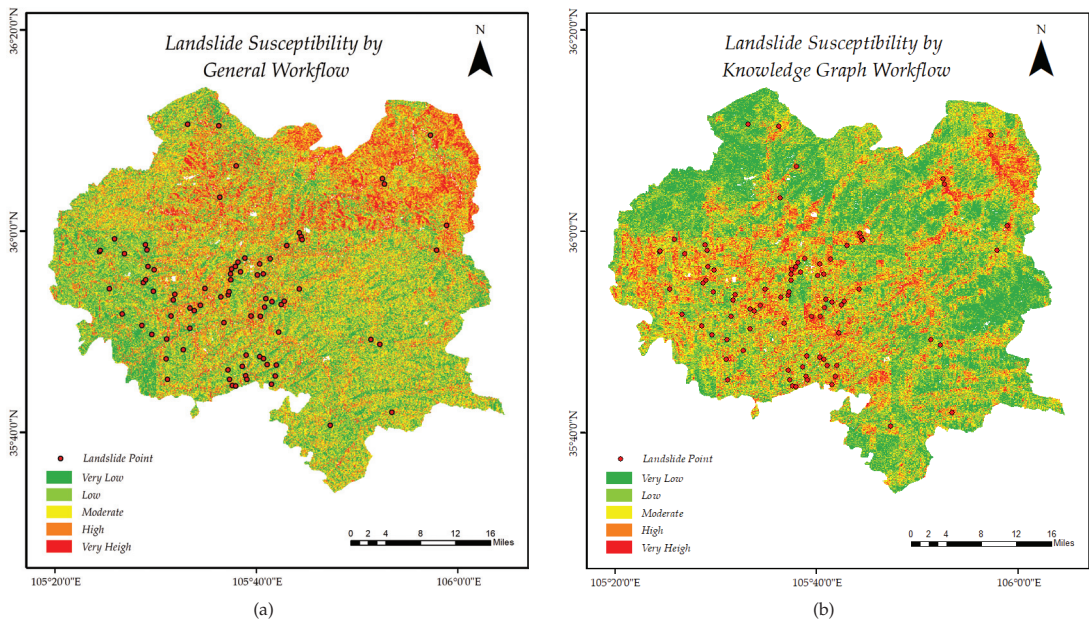 Landslide Susceptibility by
General Workflow
N
36°20'0"N
36°0'0"N
35°40'0"N
Landslide Point
Very Low
Low
Moderate
High
Very Heigh
0 2 4 8 12 16
Miles
105°20'0"E
105°40'0"E
106°0'0"E
(a)
Landslide Susceptibility by
Knowledge Graph Workflow
N
36°20'0"N
36°0'0"N
35°40'0"N
Landslide Point
Very Low
Low
Moderate
High
Very Heigh
0 2 4 8 12 16
Miles
105°20'0"E
105°40'0"E
106°0'0"E
(b)